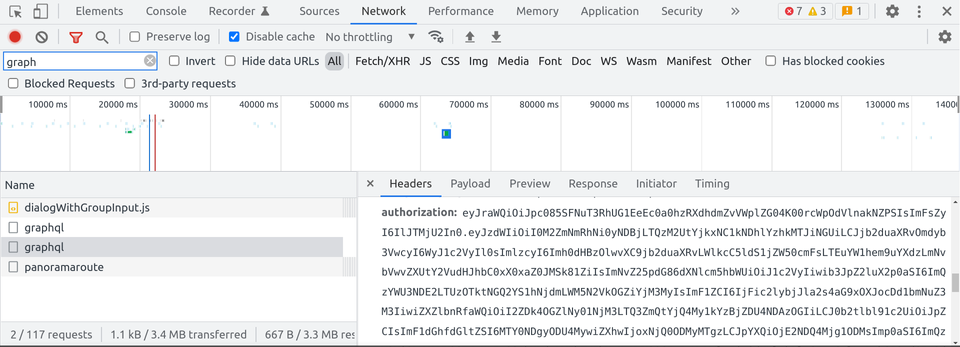 Elements Console Recorder Sources Network Performance Memory Application Security » 7 3 1
Preserve log Disable cache No throttling
graph Invert Hide data URLs All Fetch/XHR JS CSS Img Media Font Doc WS Wasm Manifest Other Has blocked cookies
Blocked Requests 3rd-party requests
10000 ms 20000 ms 30000 ms 40000 ms 50000 ms 60000 ms 70000 ms 80000 ms 90000 ms 100000 ms 110000 ms 120000 ms 130000 ms 1400
Name
dialogWithGroupInput.js
graphql
graphql
panoramaroute
2 / 117 requests 1.1 kB / 3.4 MB transferred 667 B / 3.3 MB res
× Headers Payload Preview Response Initiator Timing
authorization: eyJraWQiOiJpc085SFNuT3RhUG1EeEc0a0hzRXdhdmZvVWplZG04K00rcWpOdVlnakNZPSIsImFsZy
I6IlJTMjU2In0.eyJzdWIiOiI0M2ZmNmRhNi0yNDBjLTQzM2UtYjkxNC1kNDhlYzhkMTJiNGUiLCJjb2duaXRvOmdyb
3VwcyI6WyJ1c2VyIl0sImlzcyI6Imh0dHBzOlwvXC9jb2duaXRvLWlkcC5ldS1jZW50cmFsLTEuYW1hem9uYXdzLmNv